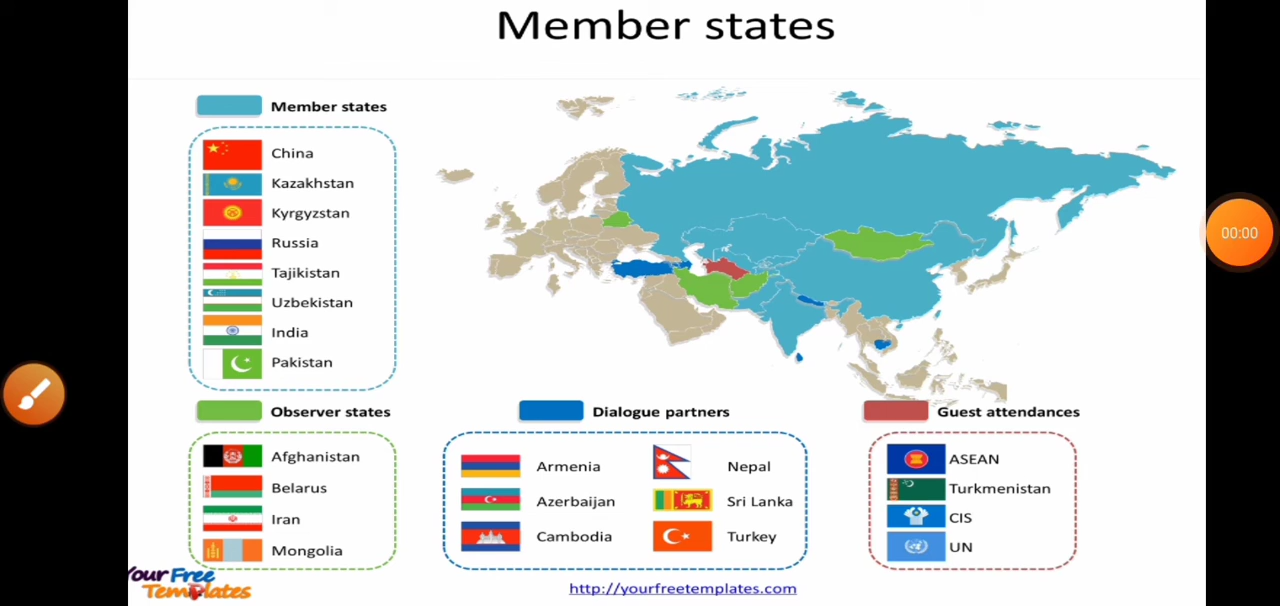 Member states
Member states
China
Kazakhstan
Kyrgyzstan
Russia
Tajikistan
Uzbekistan
India
Pakistan
Observer states
Afghanistan
Belarus
Iran
Mongolia
Dialogue partners
Armenia
Azerbaijan
Cambodia
Nepal
Sri Lanka
Turkey
Guest attendances
ASEAN
Turkmenistan
CIS
UN
Your Free
Templates
http://yourfreetemplates.com
00:00